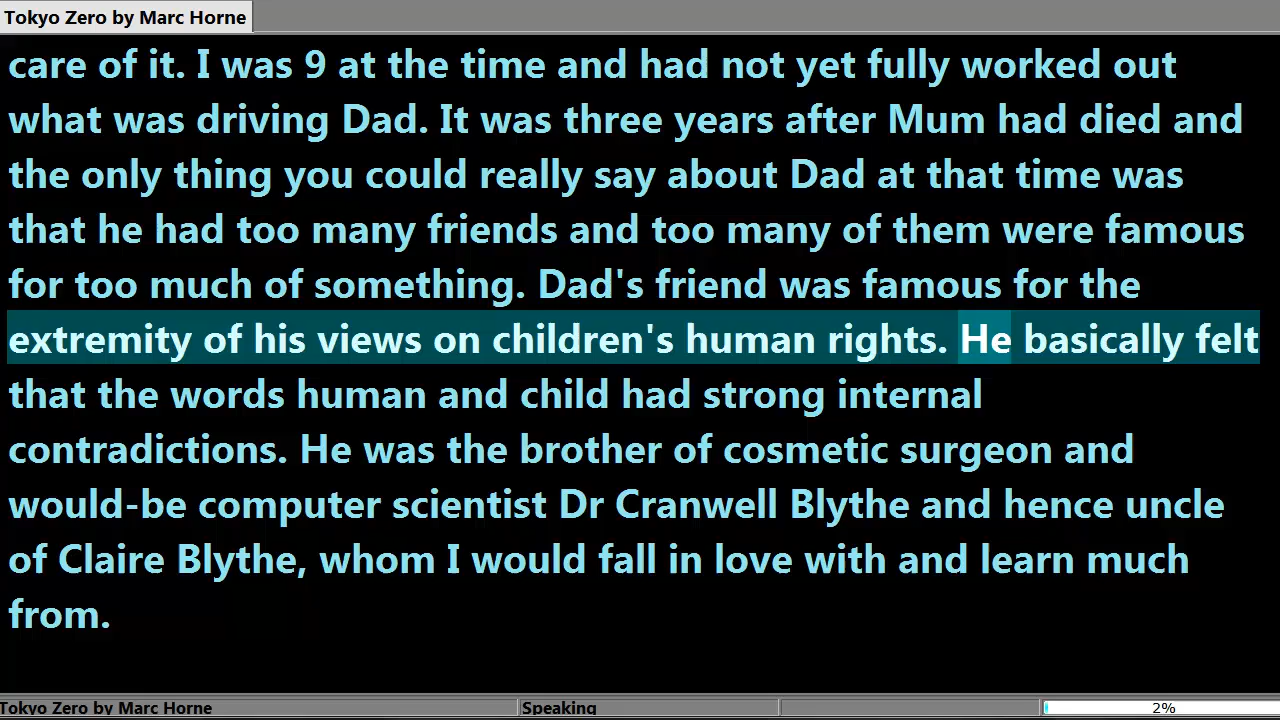 Tokyo Zero by Marc Horne
care of it. I was 9 at the time and had not yet fully worked out
what was driving Dad. It was three years after Mum had died and
the only thing you could really say about Dad at that time was
that he had too many friends and too many of them were famous
for too much of something. Dad's friend was famous for the
extremity of his views on children's human rights. He basically felt
that the words human and child had strong internal
contradictions. He was the brother of cosmetic surgeon and
would-be computer scientist Dr Cranwell Blythe and hence uncle
of Claire Blythe, whom I would fall in love with and learn much
from.
Tokyo Zero by Marc Horne Speaking 2%